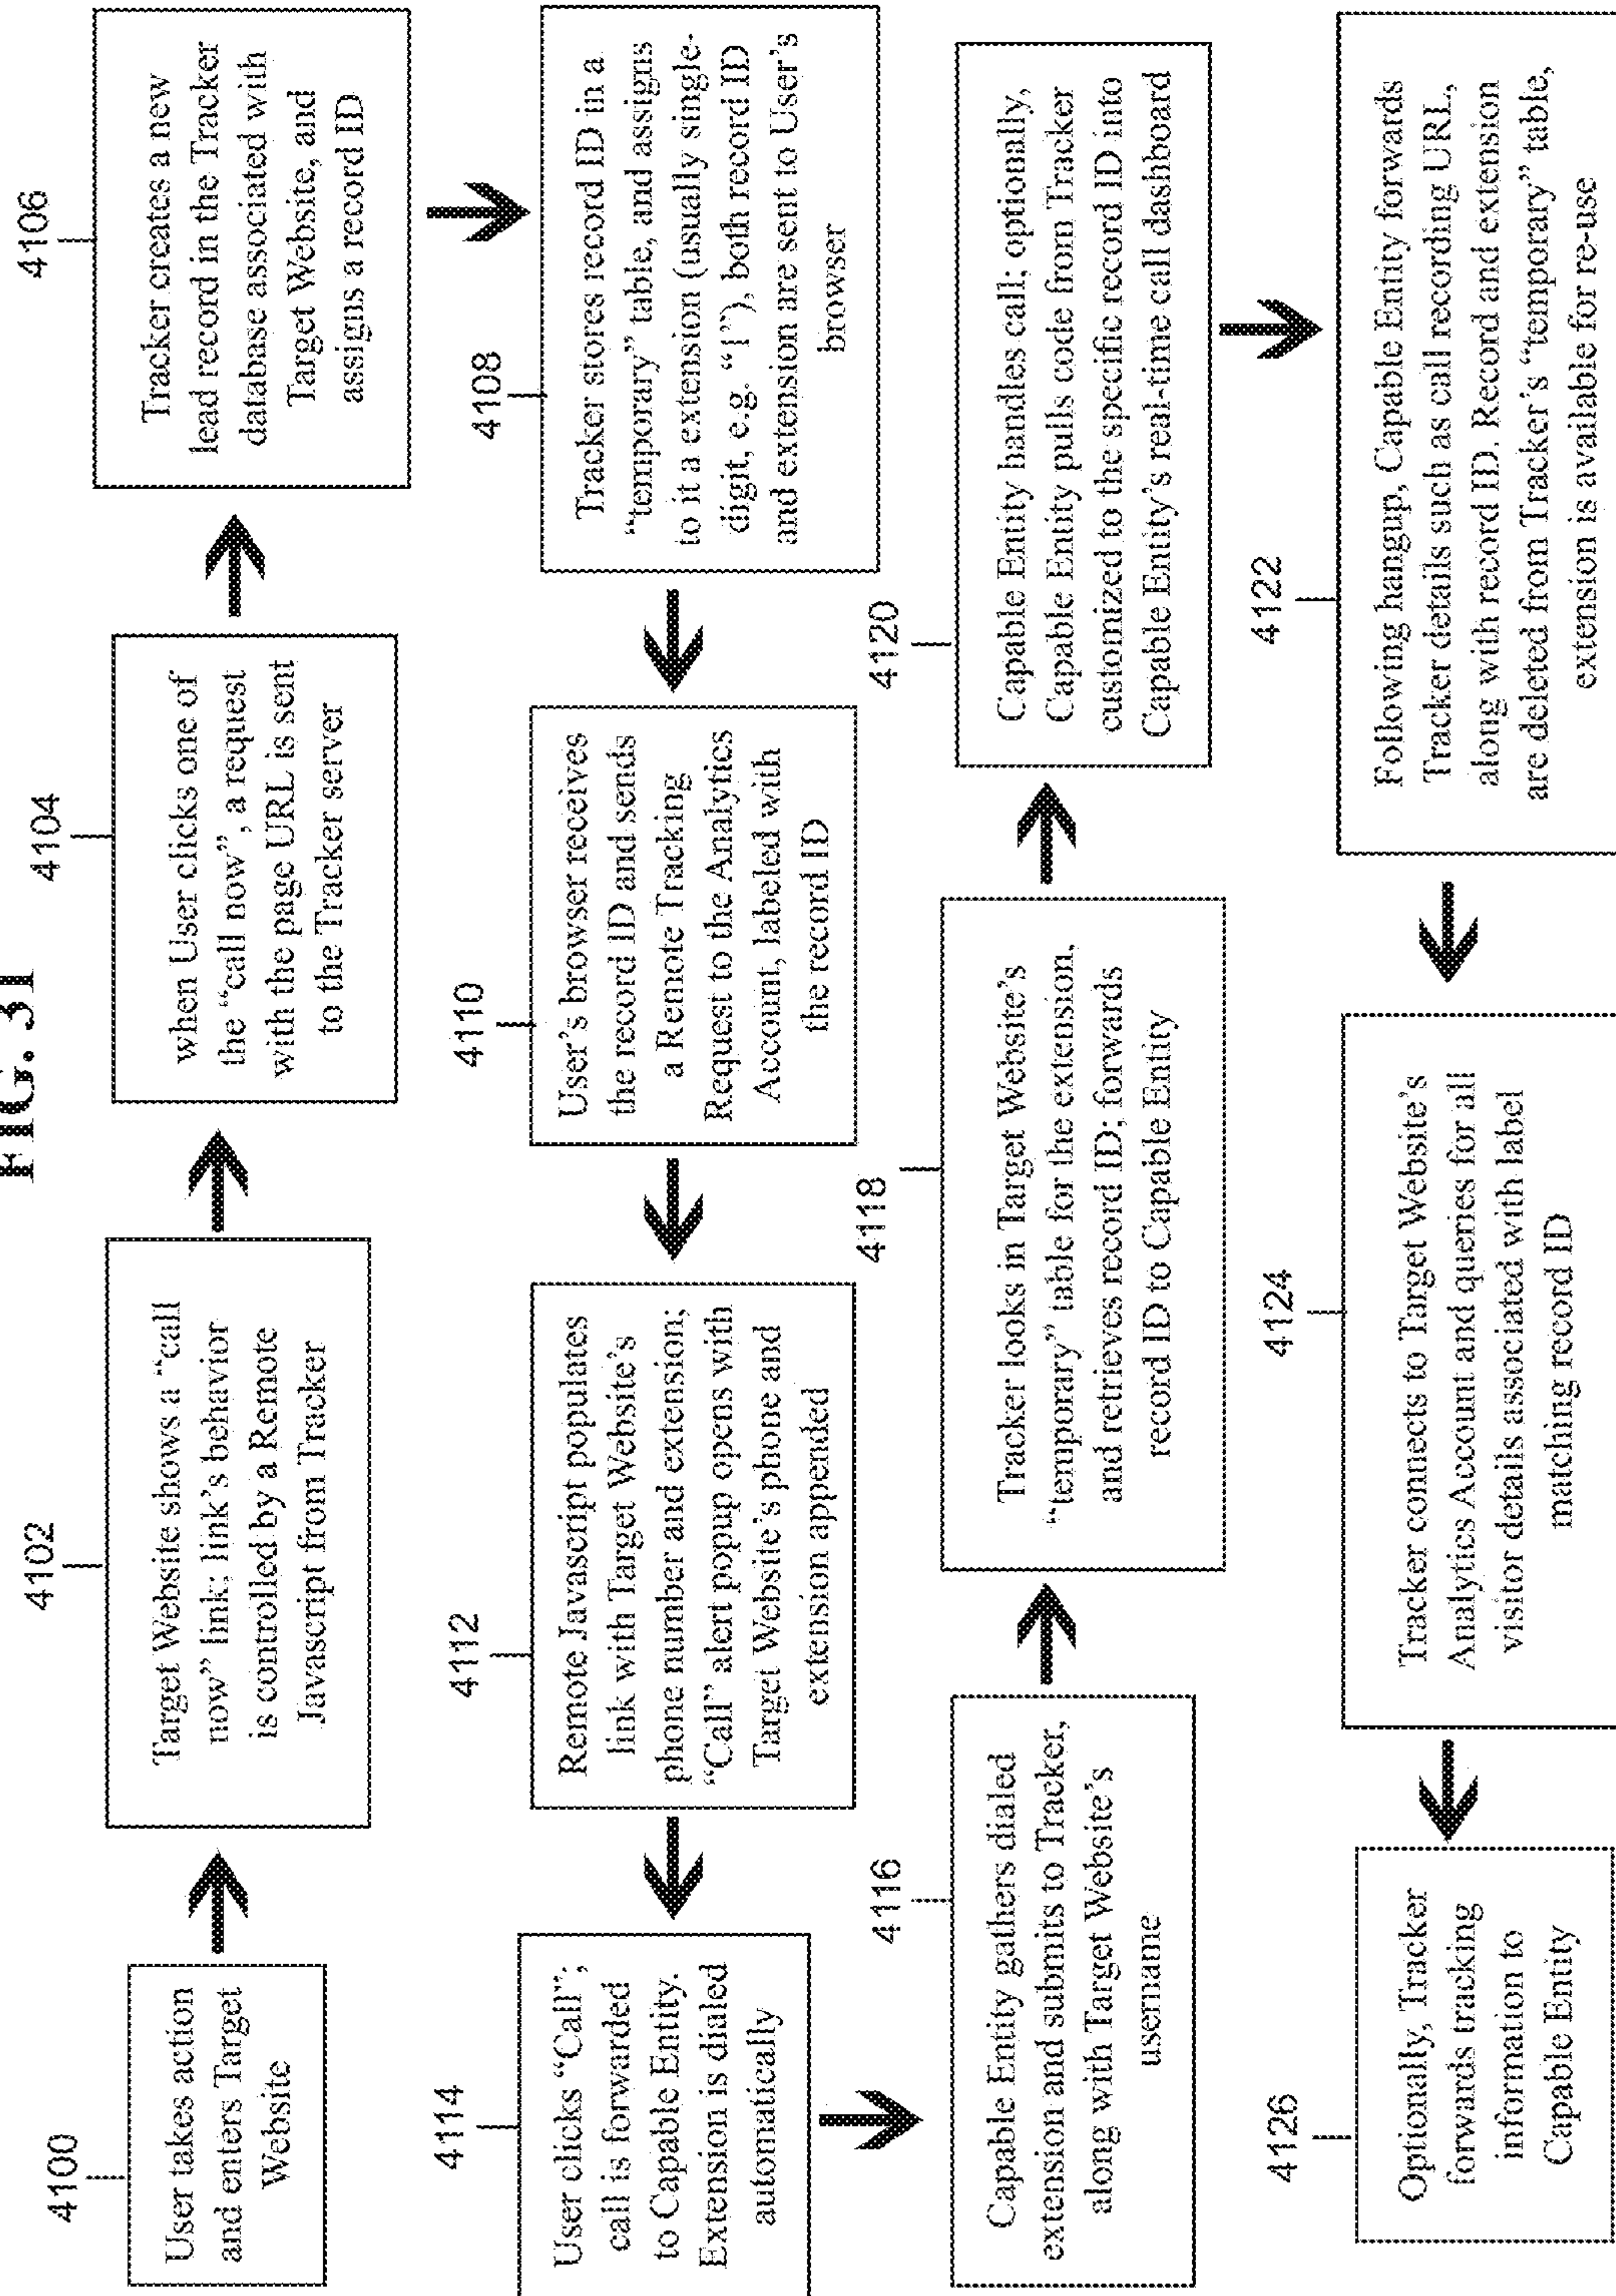 FIG. 31
4100
User takes action
and enters Target
Website
4102
Target Website shows a “call
now” link; link’s behavior
is controlled by a Remote
Javascript from Tracker
4104
when User clicks one of
the “call now”, a request
with the page URL is sent
to the Tracker server
4106
Tracker creates a new
lead record in the Tracker
database associated with
Target Website, and
assigns a record ID
4108
Tracker stores record ID in a
“temporary” table, and assigns
to it a extension (usually single-
digit, e.g. “1”), both record ID
and extension are sent to User’s
browser
4110
User’s browser receives
the record ID and sends
a Remote Tracking
Request to the Analytics
Account, labeled with
the record ID
4112
Remote Javascript populates
link with Target Website’s
phone number and extension;
“Call” alert popup opens with
Target Website’s phone and
extension appended
4114
User clicks “Call”;
call is forwarded
to Capable Entity.
Extension is dialed
automatically
4116
Capable Entity gathers dialed
extension and submits to Tracker,
along with Target Website’s
username
4118
Tracker looks in Target Website’s
“temporary” table for the extension,
and retrieves record ID; forwards
record ID to Capable Entity
4120
Capable Entity handles call; optionally,
Capable Entity pulls code from Tracker
customized to the specific record ID into
Capable Entity’s real-time call dashboard
4122
Following hangup, Capable Entity forwards
Tracker details such as call recording URL,
along with record ID. Record and extension
are deleted from Tracker’s “temporary” table,
extension is available for re-use
4124
Tracker connects to Target Website’s
Analytics Account and queries for all
visitor details associated with label
matching record ID
4126
Optionally, Tracker
forwards tracking
information to
Capable Entity